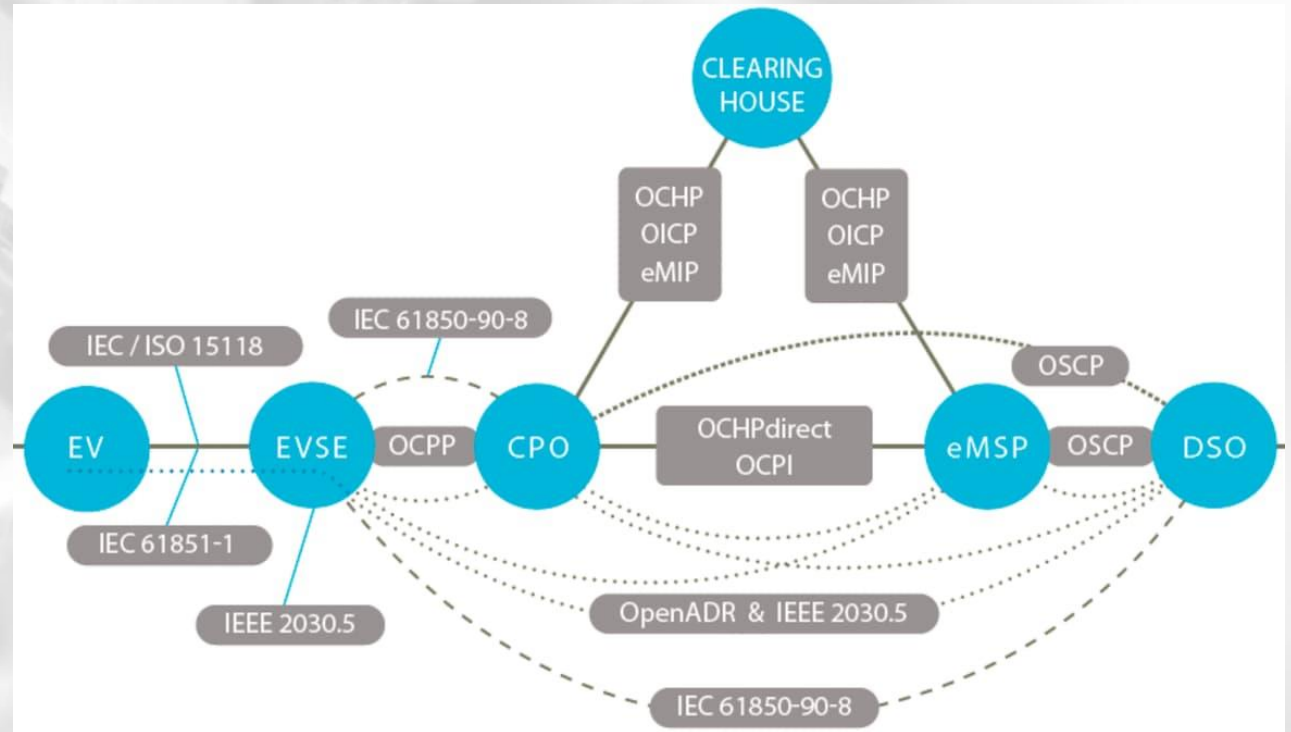 CLEARING
HOUSE
OCHP
OICP
eMIP
OCHP
OICP
eMIP
IEC 61850-90-8
IEC / ISO 15118
OSCP
EV
EVSE
OCPP
CPO
OCHPdirect
OCPI
eMSP
OSCP
DSO
IEC 61851-1
IEEE 2030.5
OpenADR & IEEE 2030.5
IEC 61850-90-8